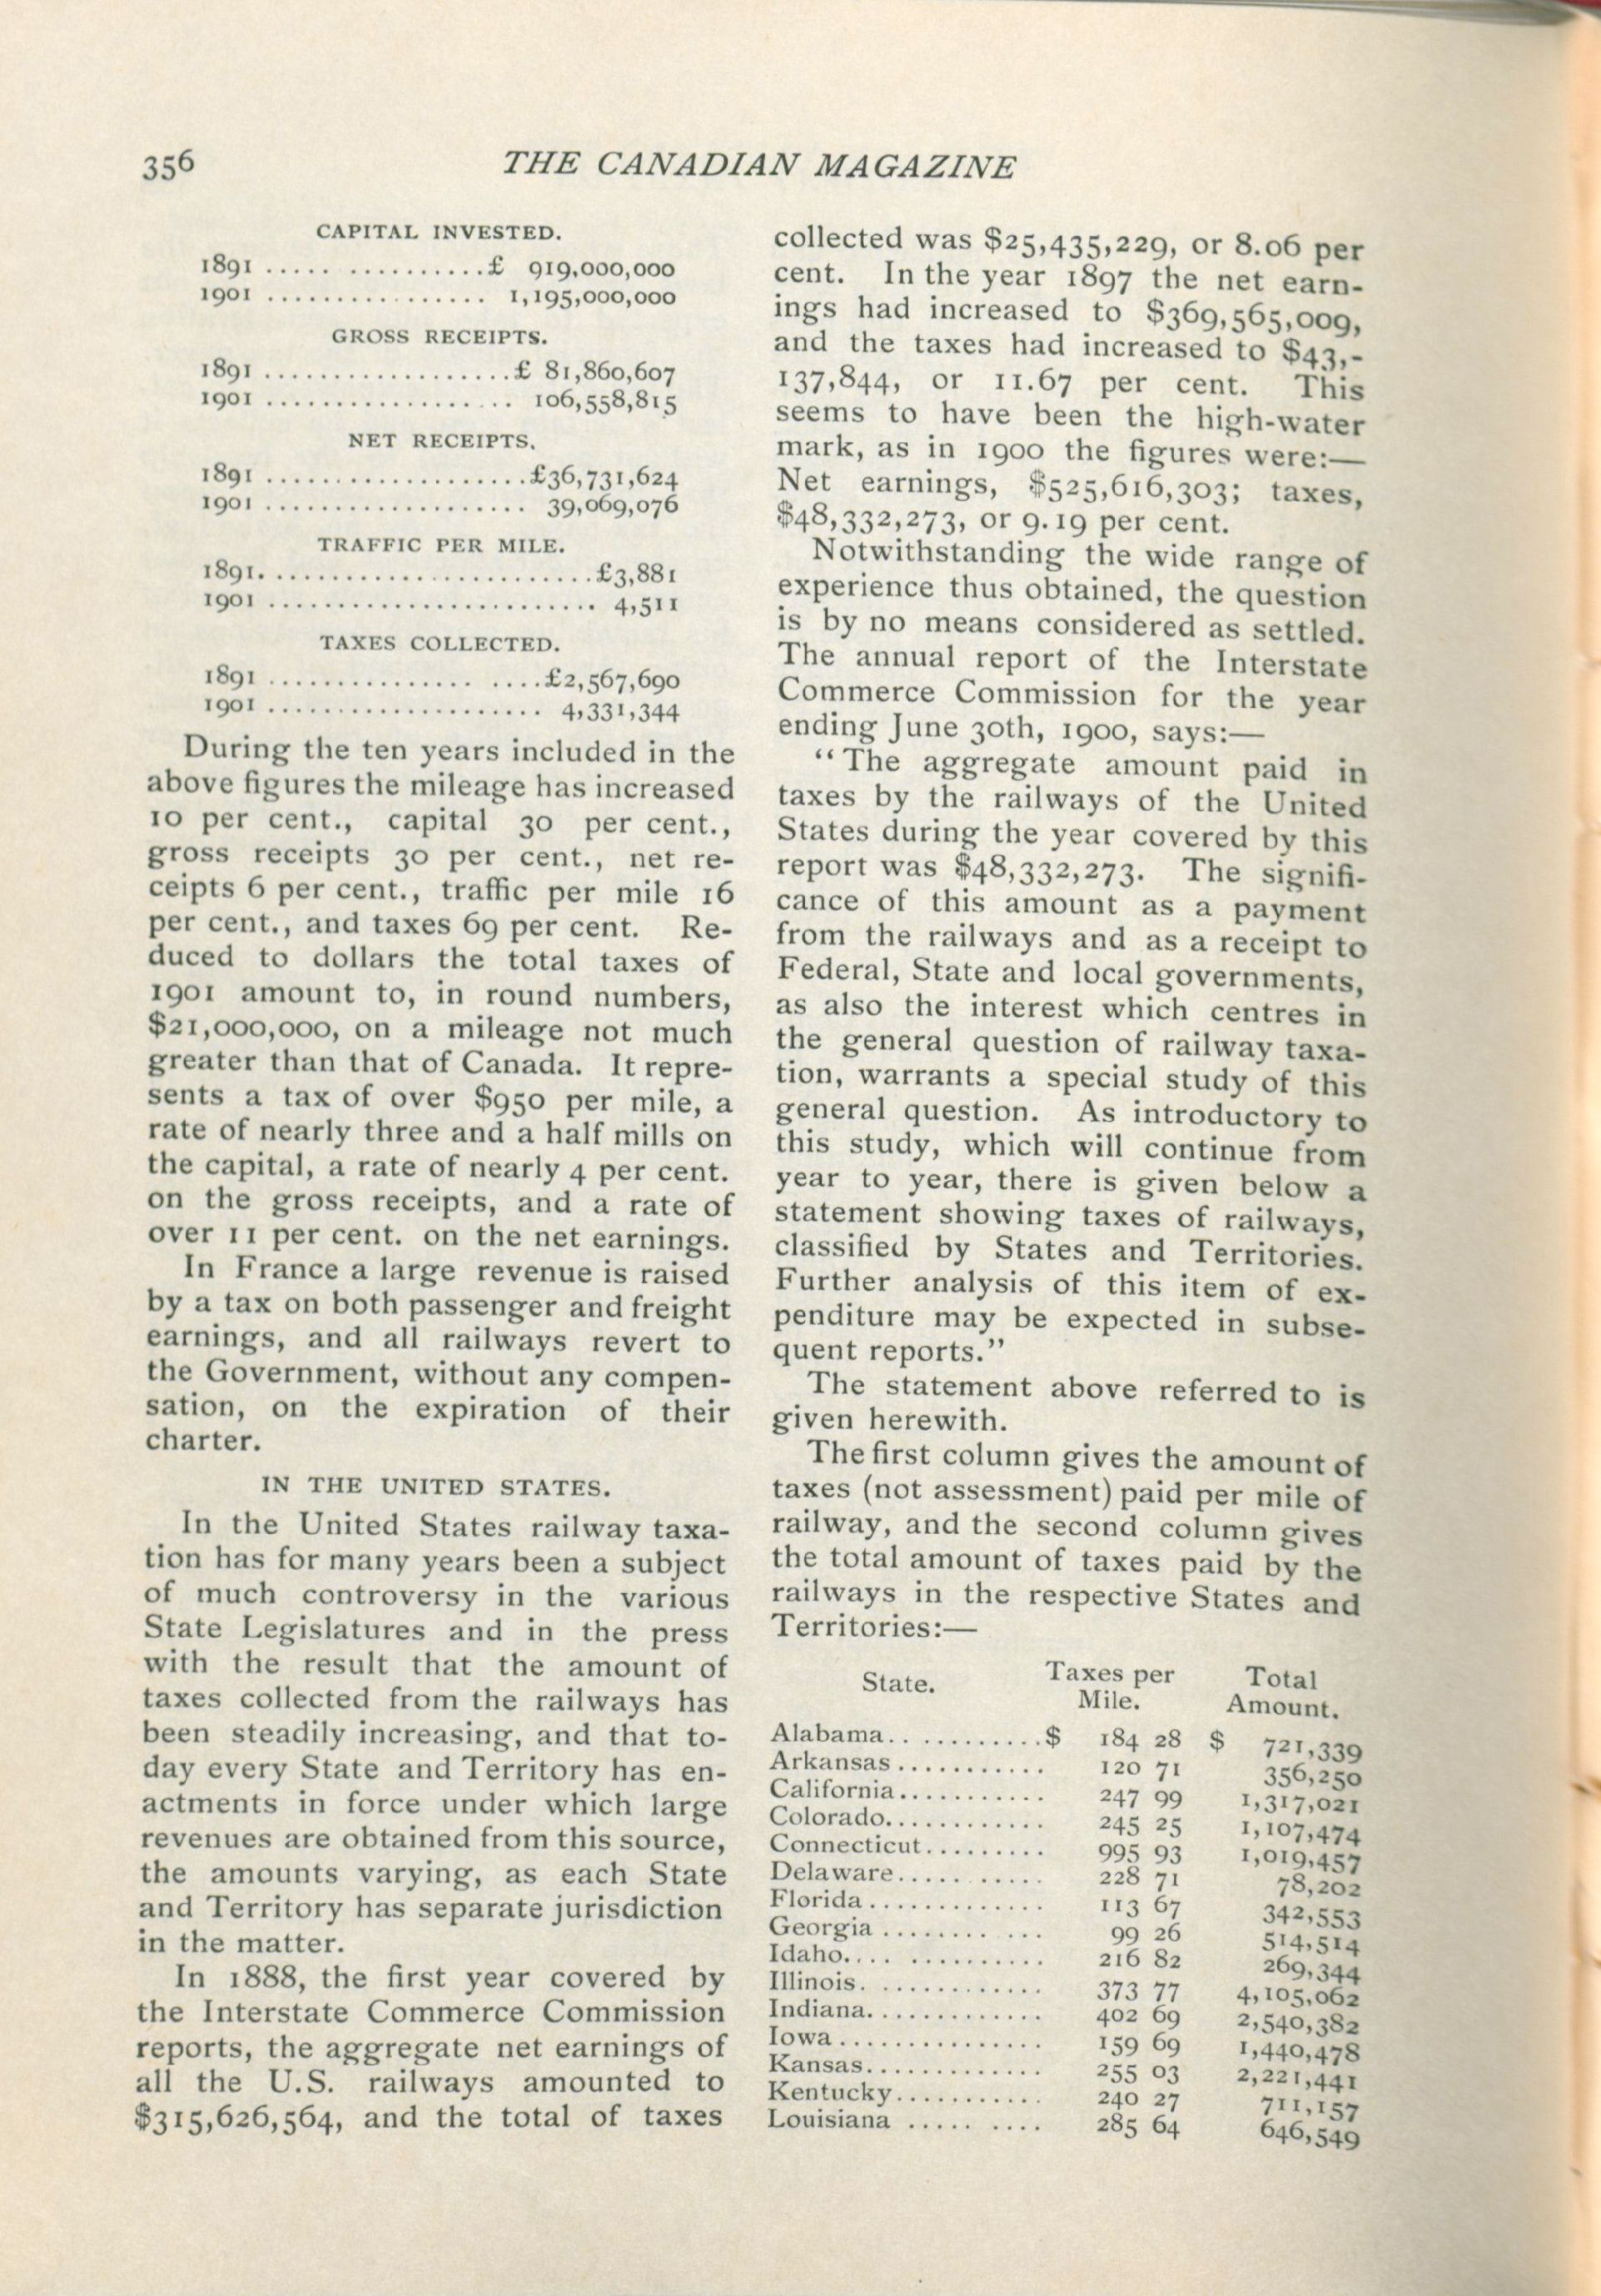 356
THE CANADIAN MAGAZINE
CAPITAL INVESTED.
1891 ..... ..........£ 919,000,000
1901 ................ 1,195,000,000
GROSS RECEIPTS.
1891 ..................£ 81,860,607
1901 .................. 106,558,815
NET RECEIPTS.
1891 ...................£36,731,624
1901 ................... 39,069,076
TRAFFIC PER MILE.
1891. ........................£3,881
1901 ........................ 4,511
TAXES COLLECTED.
1891 ............... ....£2,567,690
1901 .................... 4,331,344
During the ten years included in the
above figures the mileage has increased
10 per cent., capital 30 per cent.,
gross receipts 30 per cent., net re-
ceipts 6 per cent., traffic per mile 16
per cent., and taxes 69 per cent. Re-
duced to dollars the total taxes of
1901 amount to, in round numbers,
$21,000,000, on a mileage not much
greater than that of Canada. It repre-
sents a tax of over $950 per mile, a
rate of nearly three and a half mills on
the capital, a rate of nearly 4 per cent.
on the gross receipts, and a rate of
over 11 per cent. on the net earnings.
In France a large revenue is raised
by a tax on both passenger and freight
earnings, and all railways revert to
the Government, without any compen-
sation, on the expiration of their
charter.
IN THE UNITED STATES.
In the United States railway taxa-
tion has for many years been a subject
of much controversy in the various
State Legislatures and in the press
with the result that the amount of
taxes collected from the railways has
been steadily increasing, and that to-
day every State and Territory has en-
actments in force under which large
revenues are obtained from this source,
the amounts varying, as each State
and Territory has separate jurisdiction
in the matter.
In 1888, the first year covered by
the Interstate Commerce Commission
reports, the aggregate net earnings of
all the U.S. railways amounted to
$315,626,564, and the total of taxes
collected was $25,435,229, or 8.06 per
cent. In the year 1897 the net earn-
ings had increased to $369,565,009,
and the taxes had increased to $43,-
137,844, or 11.67 per cent. This
seems to have been the high-water
mark, as in 1900 the figures were:—
Net earnings, $525,616,303; taxes,
$48,332,273, or 9.19 per cent.
Notwithstanding the wide range of
experience thus obtained, the question
is by no means considered as settled.
The annual report of the Interstate
Commerce Commission for the year
ending June 30th, 1900, says:—
"The aggregate amount paid in
taxes by the railways of the United
States during the year covered by this
report was $48,332,273. The signifi-
cance of this amount as a payment
from the railways and as a receipt to
Federal, State and local governments,
as also the interest which centres in
the general question of railway taxa-
tion, warrants a special study of this
general question. As introductory to
this study, which will continue from
year to year, there is given below a
statement showing taxes of railways,
classified by States and Territories.
Further analysis of this item of ex-
penditure may be expected in subse-
quent reports."
The statement above referred to is
given herewith.
The first column gives the amount of
taxes (not assessment) paid per mile of
railway, and the second column gives
the total amount of taxes paid by the
railways in the respective States and
Territories:—
State. Taxes per Mile. Total Amount.
Alabama.. ...........$ 184 28 $ 721,339
Arkansas ........... 120 71 356,250
California........... 247 99 1,317,021
Colorado............ 245 25 1,107,474
Connecticut......... 995 93 1,019,457
Delaware..... ..... 228 71 78,202
Florida ............. 113 67 342,553
Georgia ........ ... 99 26 514,514
Idaho.... .......... 216 82 269,344
Illinois. ............ 373 77 4,105,062
Indiana. ............ 402 69 2,540,382
Iowa ............... 159 69 1,440,478
Kansas. ............ 255 03 2,221,441
Kentucky........... 240 27 711,157
Louisiana ..... .... 285 64 646,549